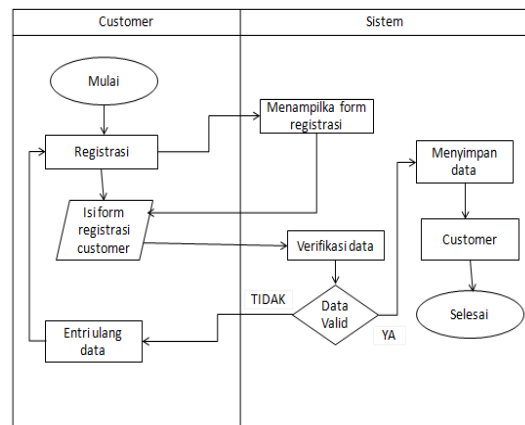 Customer
Sistem
Mulai
Menampilka form
registrasi
Registrasi
Menyimpan
data
Isi form
registrasi
customer
Verifikasi data
Customer
TIDAK
Data
Valid
YA
Entri ulang
data
Selesai